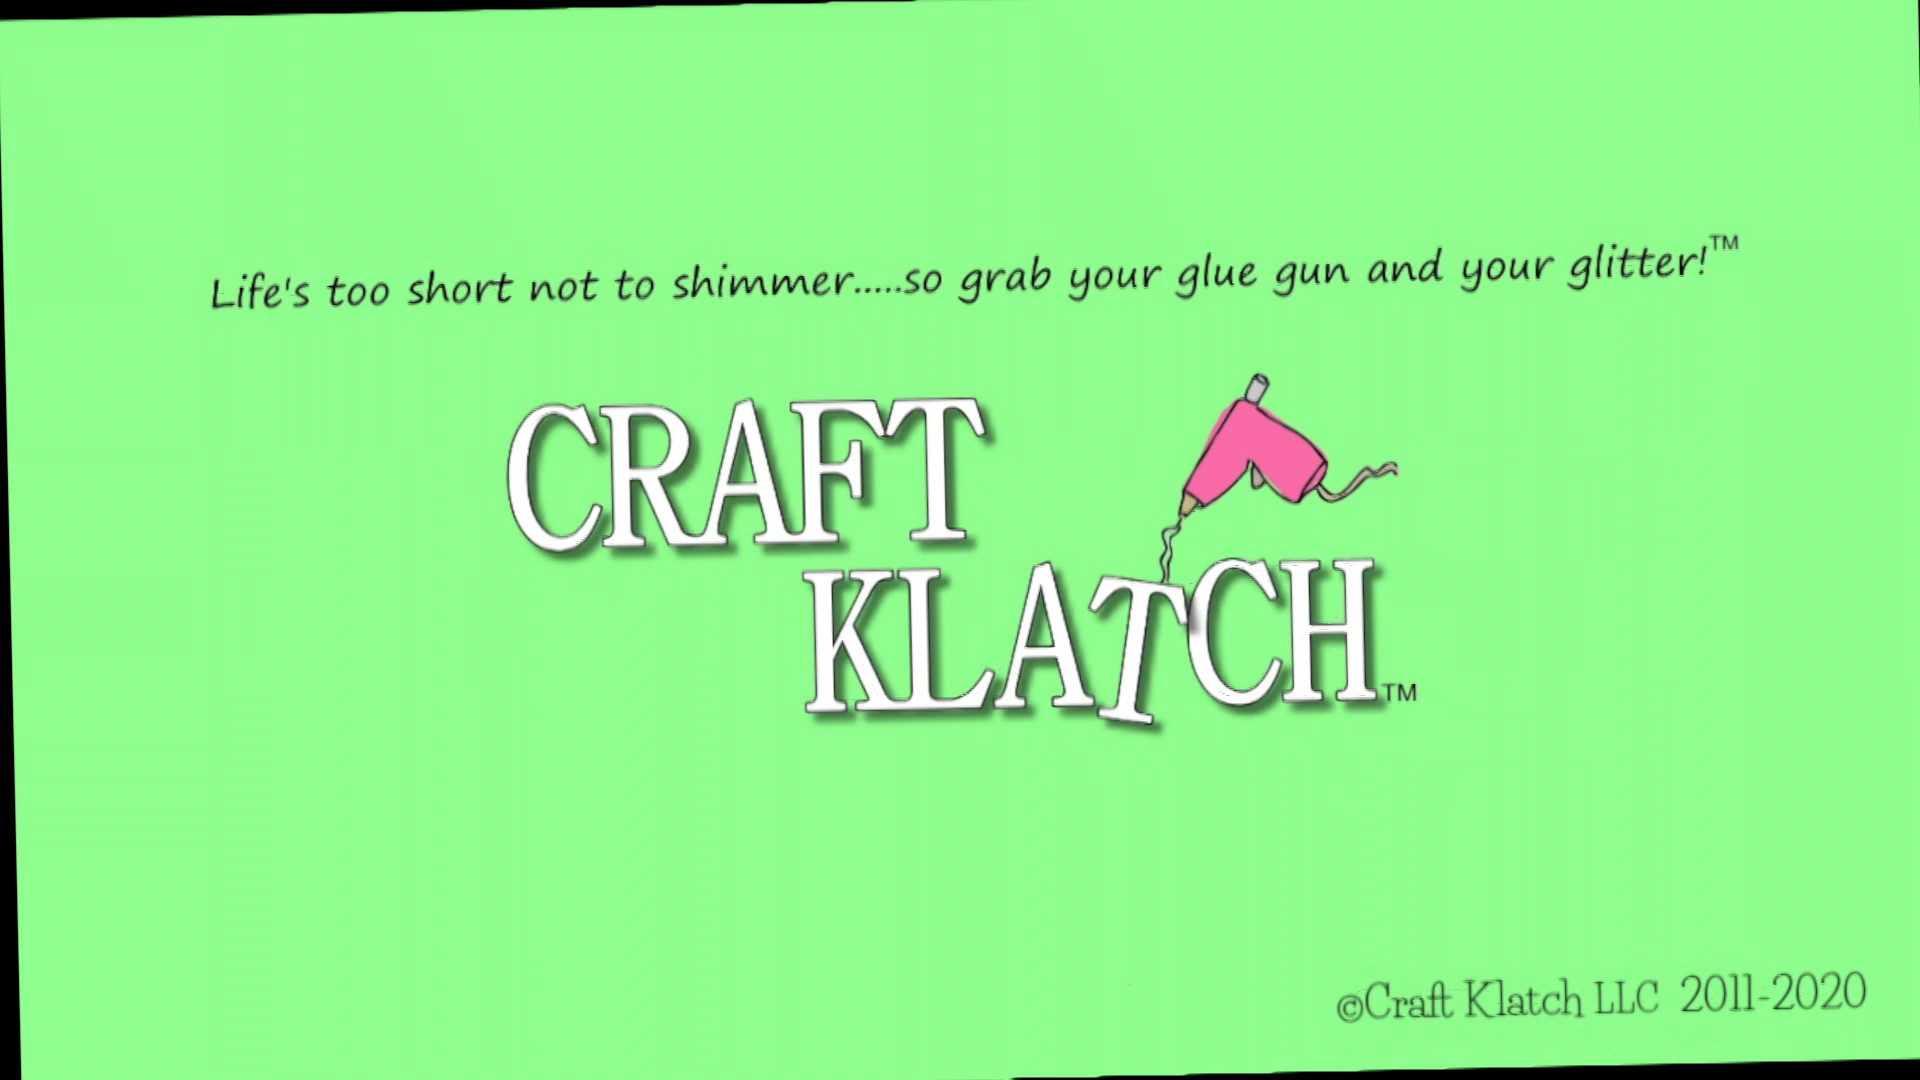 Life's too short not to shimmer.....so grab your glue gun and your glitter!™
CRAFT
KLATCH™
©Craft Klatch LLC 2011-2020